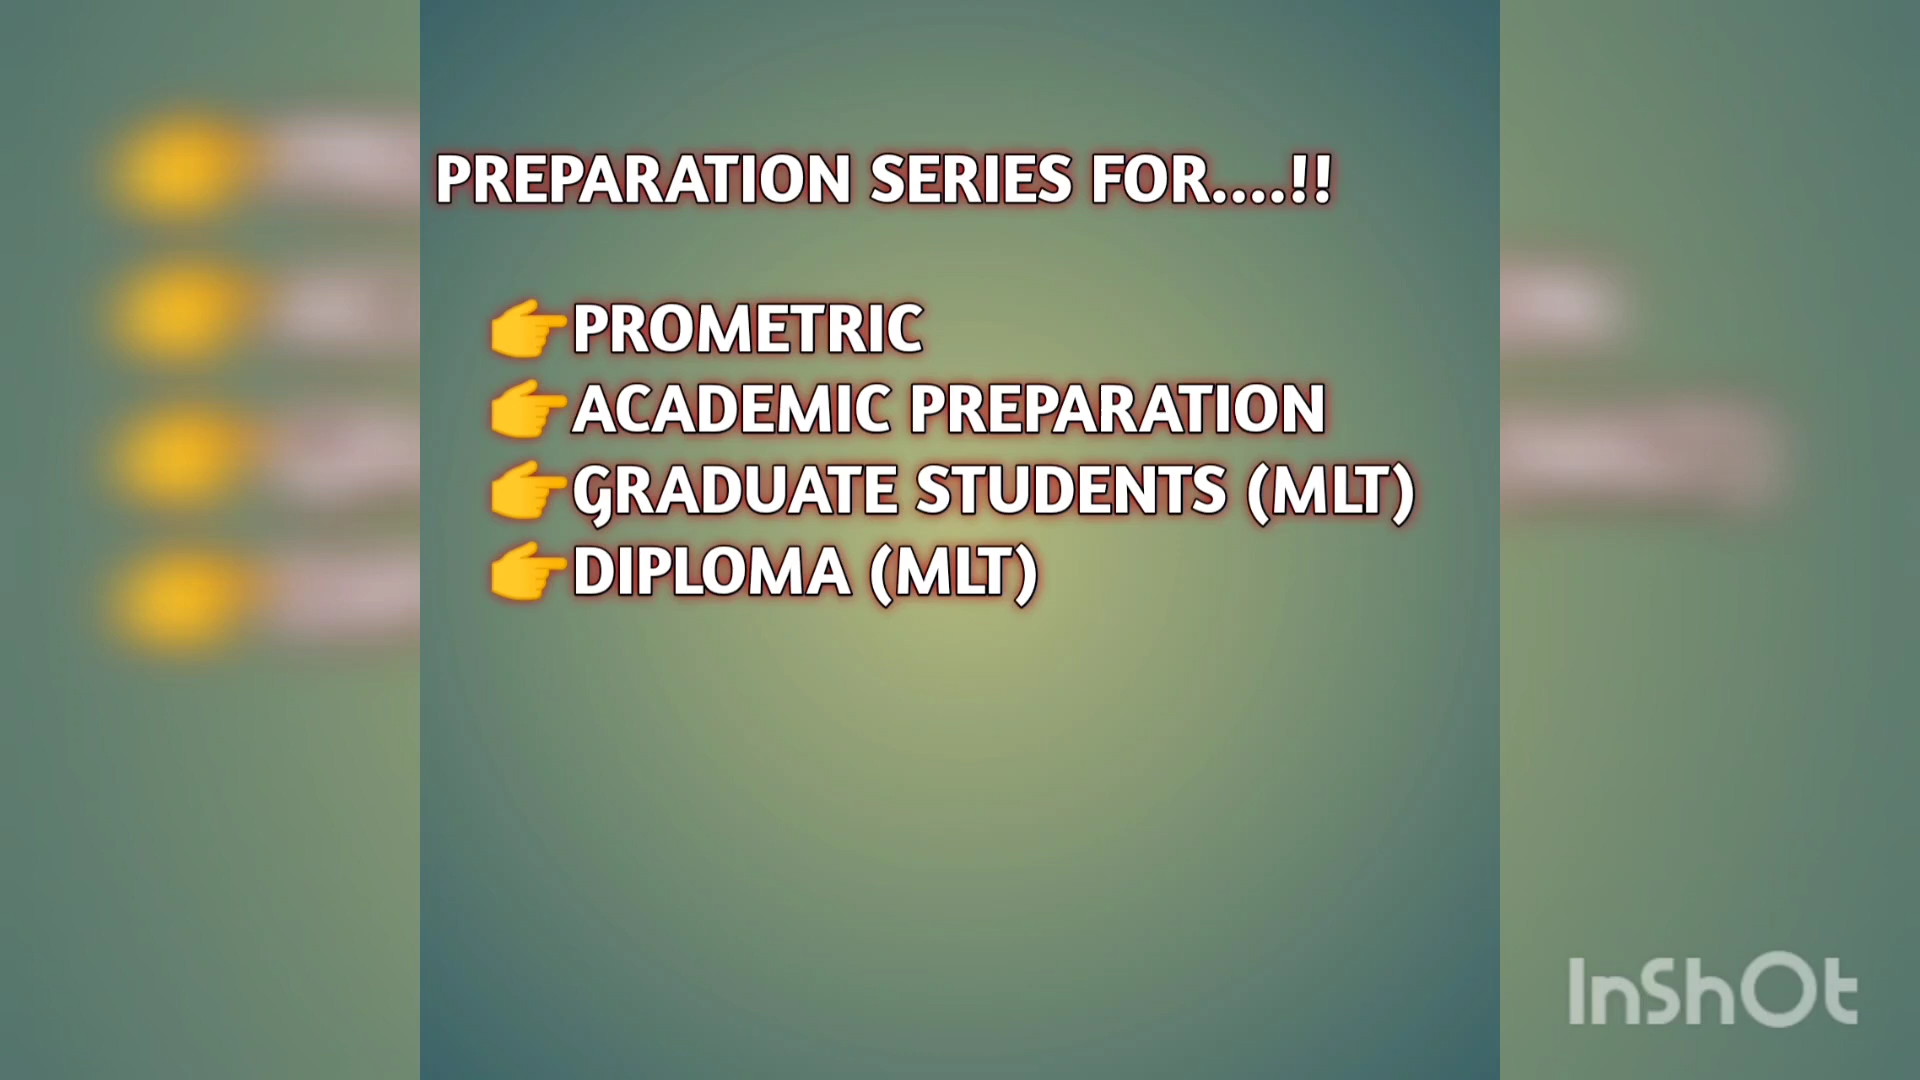 PREPARATION SERIES FOR....!!
👉PROMETRIC
👉ACADEMIC PREPARATION
👉GRADUATE STUDENTS (MLT)
👉DIPLOMA (MLT)
InShOt